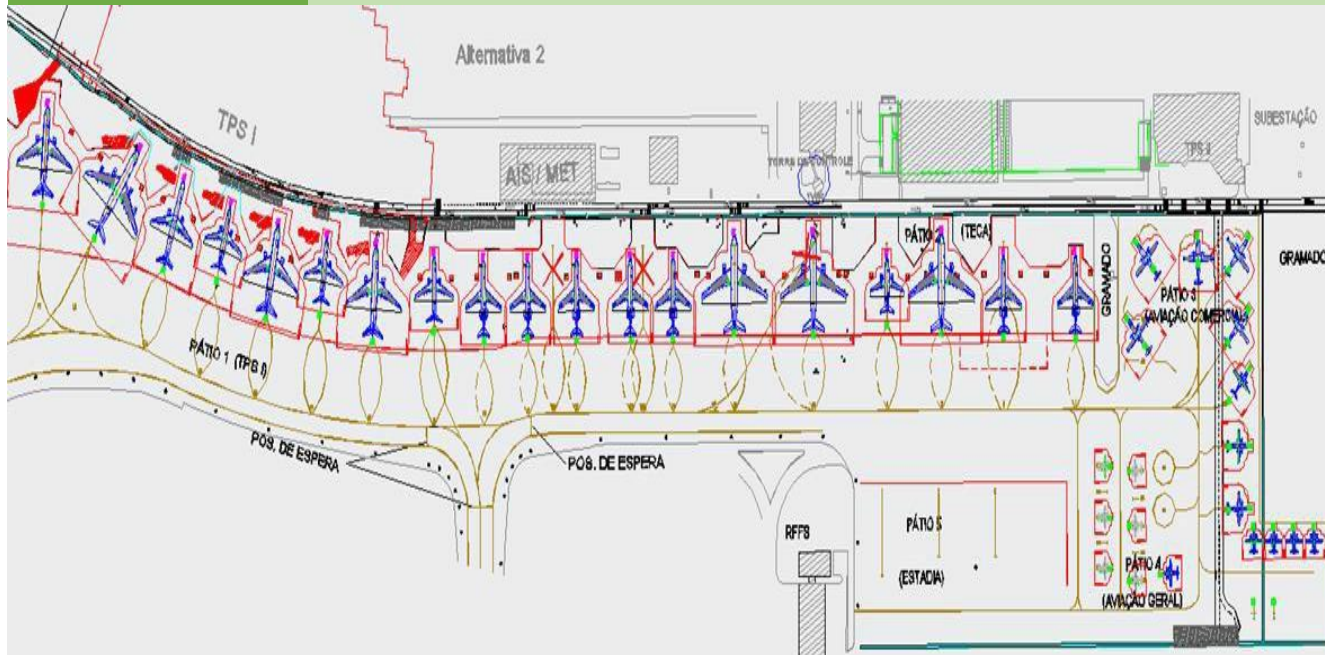 Alternativa 2
TPS I
AIS / MET
TORRE DE CONTROLE
TPS II
SUBESTAÇÃO
PÁTIO
(TECA)
GRAMADO
GRAMADO
PÁTIO 3
(AVIAÇÃO COMERCIAL)
PÁTIO 1 (TPS I)
POS. DE ESPERA
POS. DE ESPERA
RFFS
PÁTIO 5
(ESTADIA)
PÁTIO 4
(AVIAÇÃO GERAL)